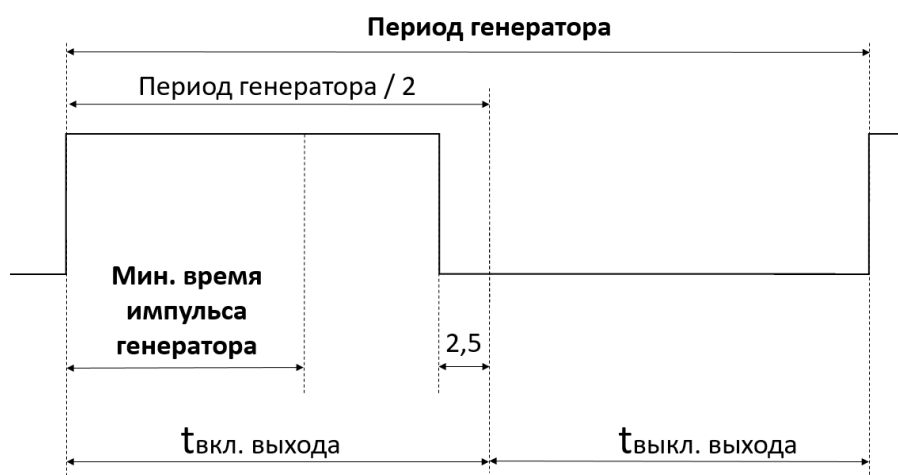 Период генератора
Период генератора / 2
Мин. время
импульса
генератора
2,5
tвкл. выхода
tвыкл. выхода